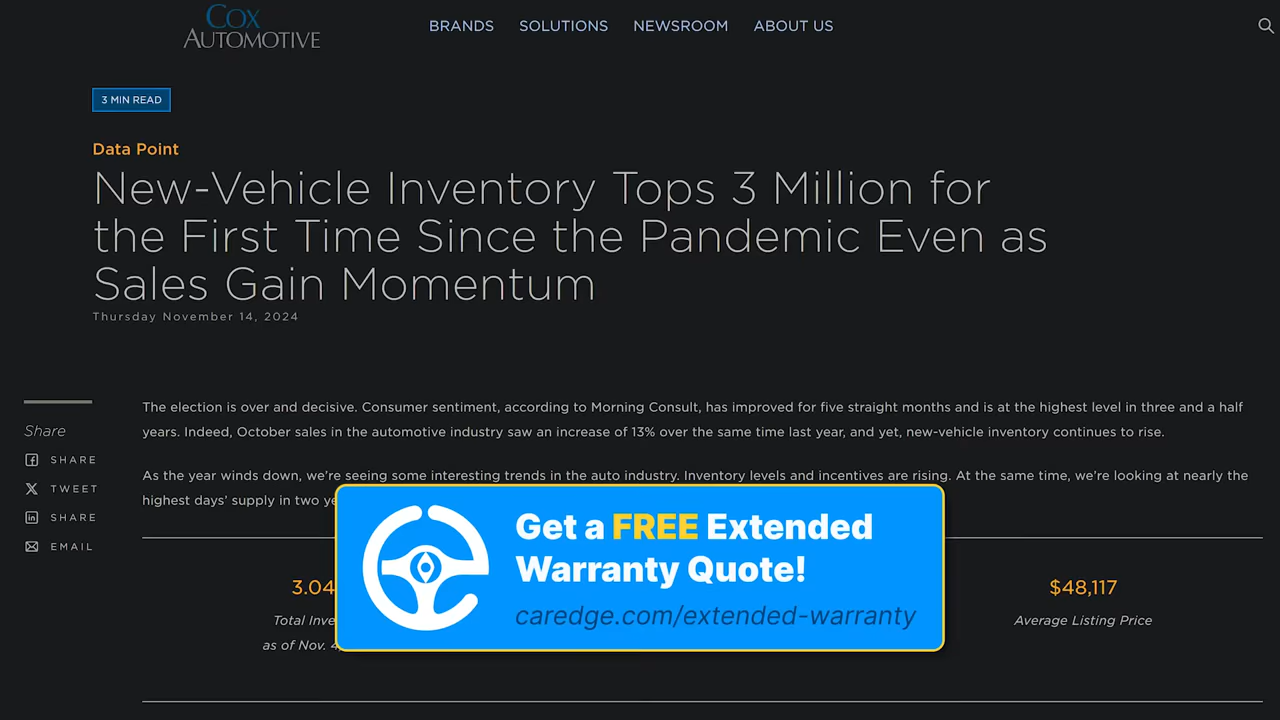 COX
AUTOMOTIVE
BRANDS SOLUTIONS NEWSROOM ABOUT US
3 MIN READ
Data Point
New-Vehicle Inventory Tops 3 Million for
the First Time Since the Pandemic Even as
Sales Gain Momentum
Thursday November 14, 2024
The election is over and decisive. Consumer sentiment, according to Morning Consult, has improved for five straight months and is at the highest level in three and a half
years. Indeed, October sales in the automotive industry saw an increase of 13% over the same time last year, and yet, new-vehicle inventory continues to rise.
As the year winds down, we're seeing some interesting trends in the auto industry. Inventory levels and incentives are rising. At the same time, we're looking at nearly the
highest days' supply in two
Share
SHARE
TWEET
SHARE
EMAIL
3.04
Total
as of Nov.
Get a FREE Extended
Warranty Quote!
caredge.com/extended-warranty
$48,117
Average Listing Price